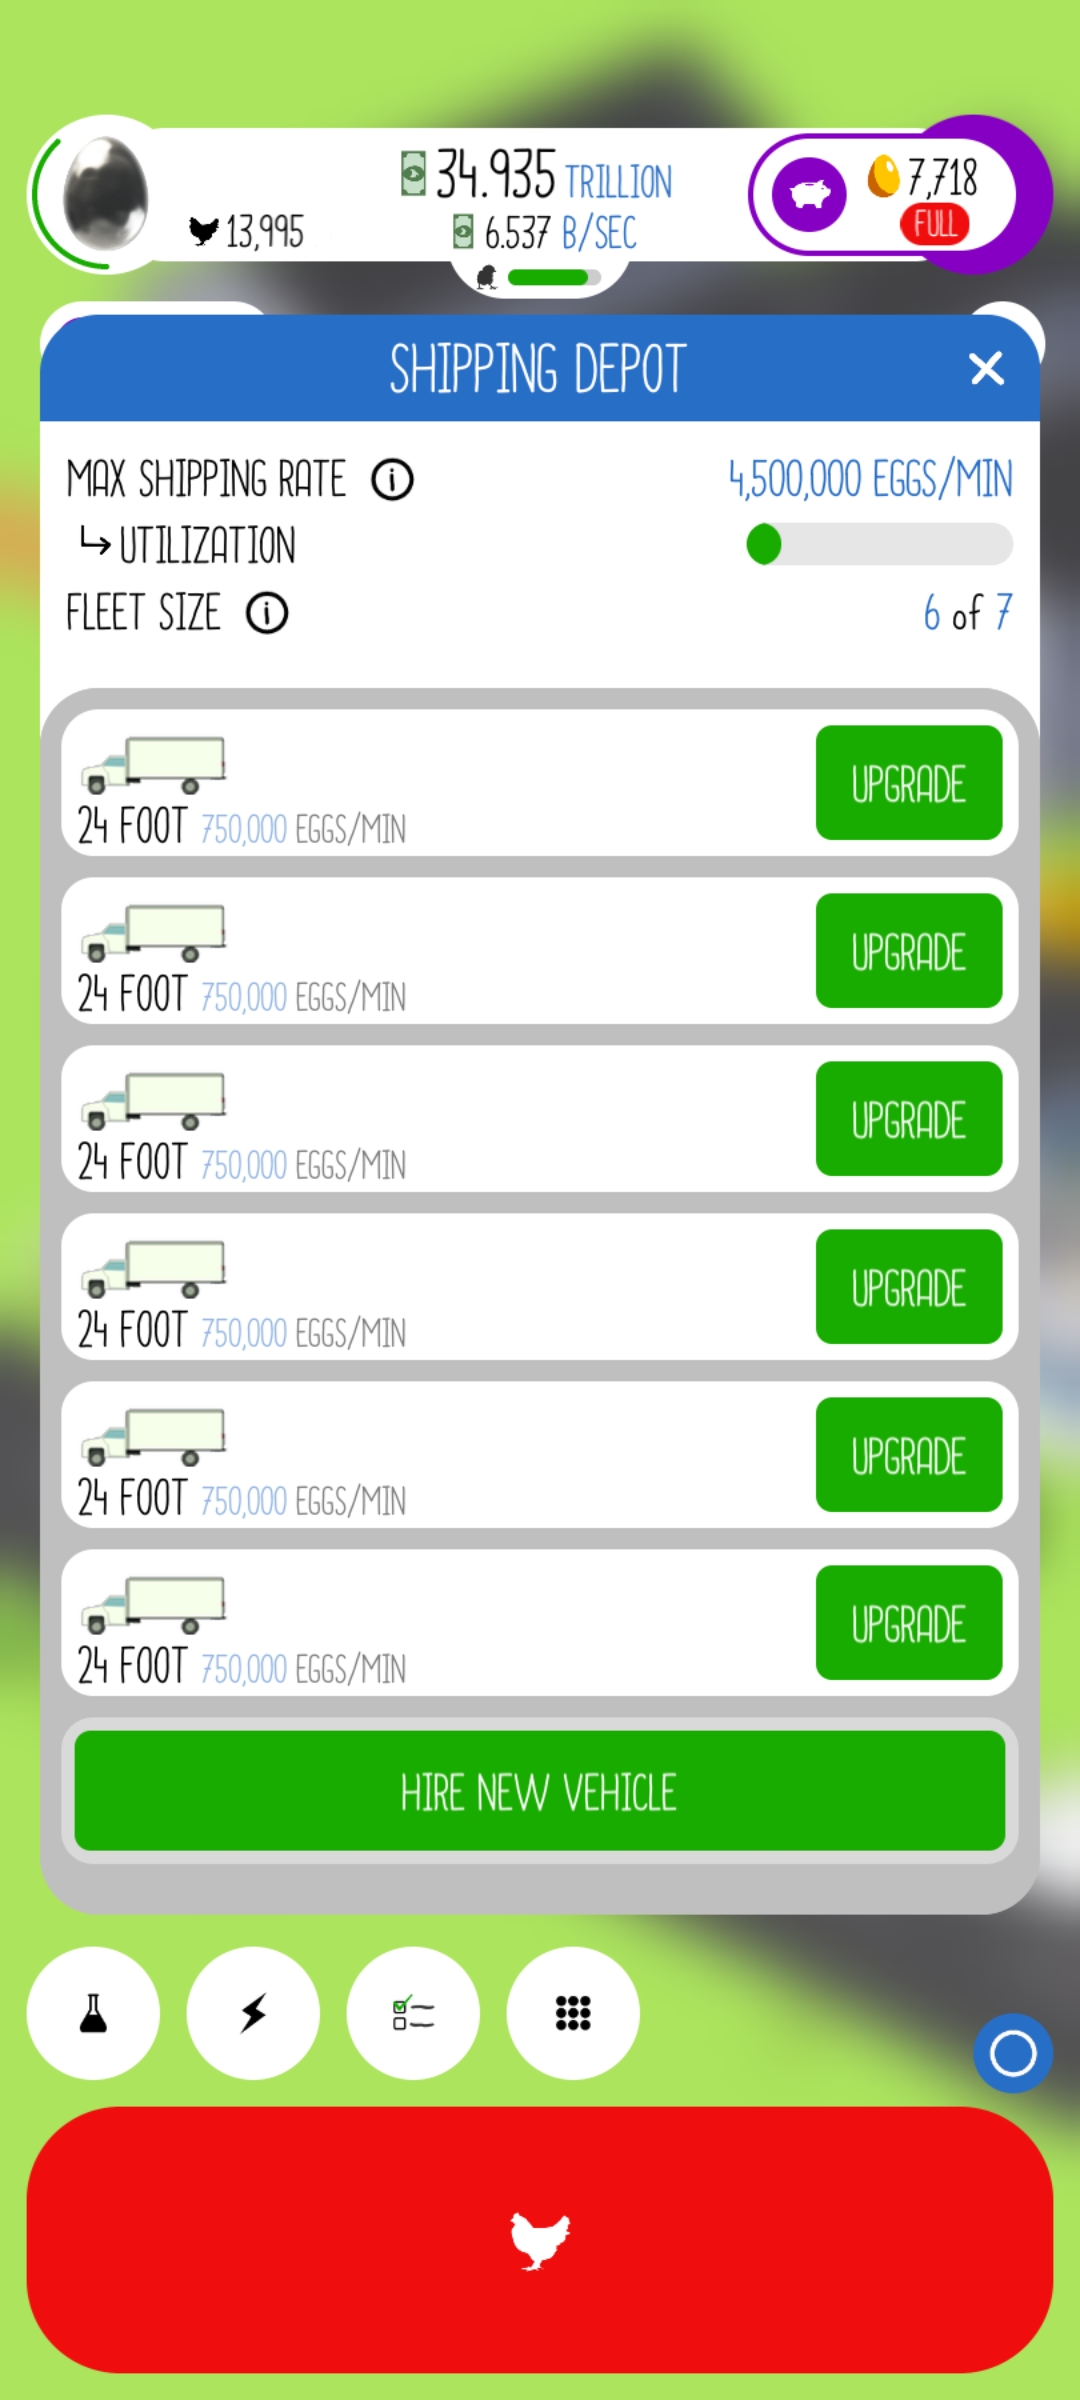 34.935 TRILLION
7,718
13,995
6.537 B/SEC
FULL
SHIPPING DEPOT
MAX SHIPPING RATE i 4,500,000 EGGS/MIN
UTILIZATION
FLEET SIZE i 6 of 7
24 FOOT 750,000 EGGS/MIN
UPGRADE
24 FOOT 750,000 EGGS/MIN
UPGRADE
24 FOOT 750,000 EGGS/MIN
UPGRADE
24 FOOT 750,000 EGGS/MIN
UPGRADE
24 FOOT 750,000 EGGS/MIN
UPGRADE
24 FOOT 750,000 EGGS/MIN
UPGRADE
HIRE NEW VEHICLE